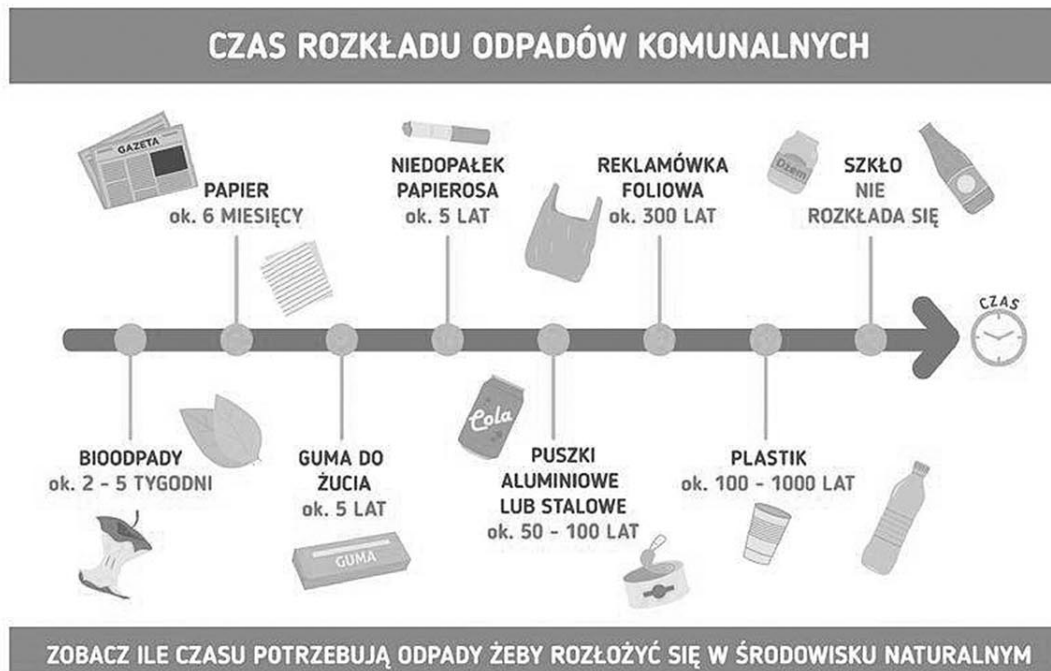 CZAS ROZKŁADU ODPADÓW KOMUNALNYCH
GAZETA
PAPIER
ok. 6 MIESIĘCY
NIEDOPAŁEK
PAPIEROSA
ok. 5 LAT
REKLAMÓWKA
FOLIOWA
ok. 300 LAT
Dżem
SZKŁO
NIE
ROZKŁADA SIĘ
CZAS
BIOODPADY
ok. 2 - 5 TYGODNI
GUMA DO
ŻUCIA
ok. 5 LAT
GUMA
Cola
PUSZKI
ALUMINIOWE
LUB STALOWE
ok. 50 - 100 LAT
PLASTIK
ok. 100 - 1000 LAT
ZOBACZ ILE CZASU POTRZEBUJĄ ODPADY ŻEBY ROZŁOŻYĆ SIĘ W ŚRODOWISKU NATURALNYM